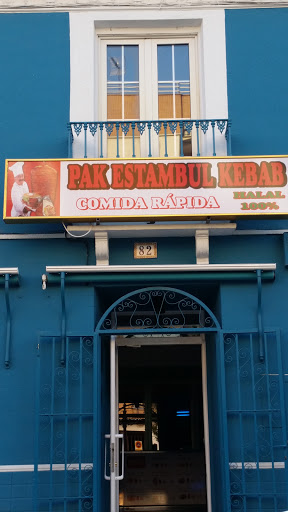 PAK ESTAMBUL KEBAB
COMIDA RÁPIDA
HALAL
100%
82